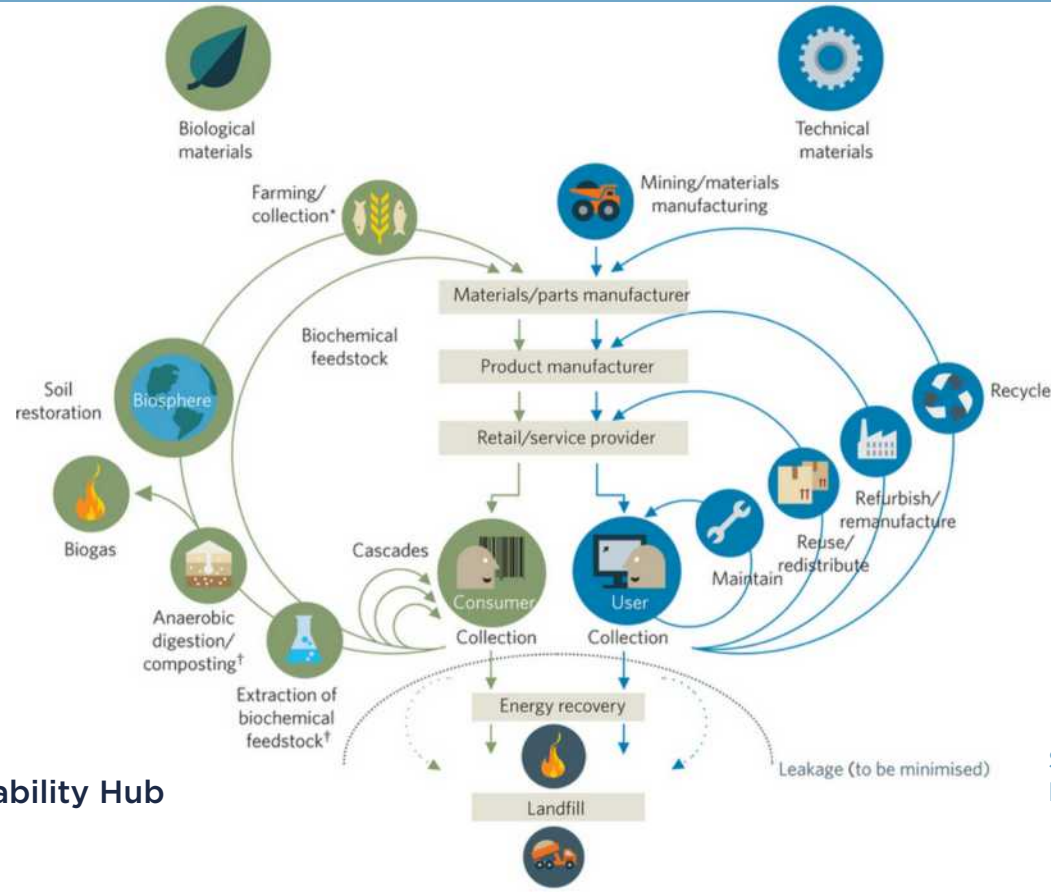 Biological
materials
Technical
materials
Farming/
collection*
Mining/materials
manufacturing
Materials/parts manufacturer
Biochemical
feedstock
Product manufacturer
Soil
restoration
Biosphere
Recycle
Retail/service provider
Biogas
Refurbish/
remanufacture
Reuse/
redistribute
Cascades
Maintain
Consumer
User
Collection
Collection
Anaerobic
digestion/
composting†
Extraction of
biochemical
feedstock†
Energy recovery
Leakage (to be minimised)
ability Hub
Landfill